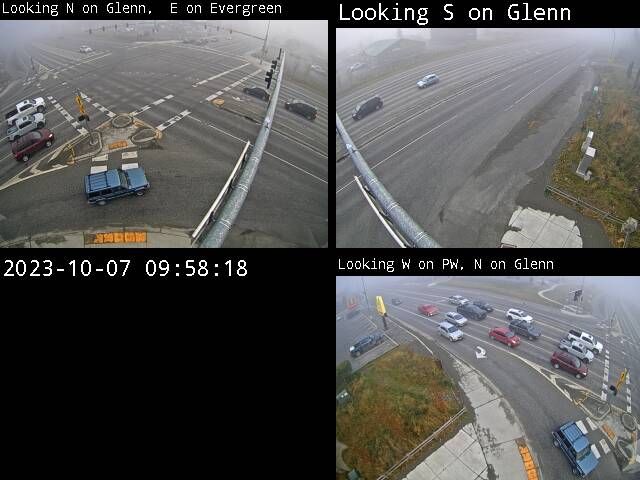 Looking N on Glenn,  E on Evergreen
Looking S on Glenn
2023-10-07 09:58:18
Looking W on PW, N on Glenn